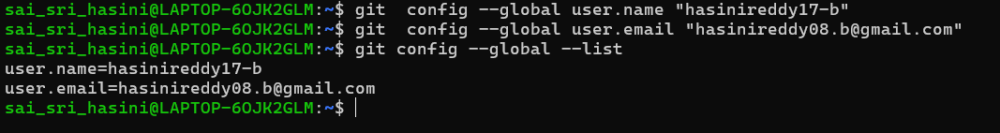 sai_sri_hasini@LAPTOP-6OJK2GLM:~$ git  config --global user.name "hasinireddy17-b"
sai_sri_hasini@LAPTOP-6OJK2GLM:~$ git  config --global user.email "hasinireddy08.b@gmail.com"
sai_sri_hasini@LAPTOP-6OJK2GLM:~$ git config --global --list
user.name=hasinireddy17-b
user.email=hasinireddy08.b@gmail.com
sai_sri_hasini@LAPTOP-6OJK2GLM:~$